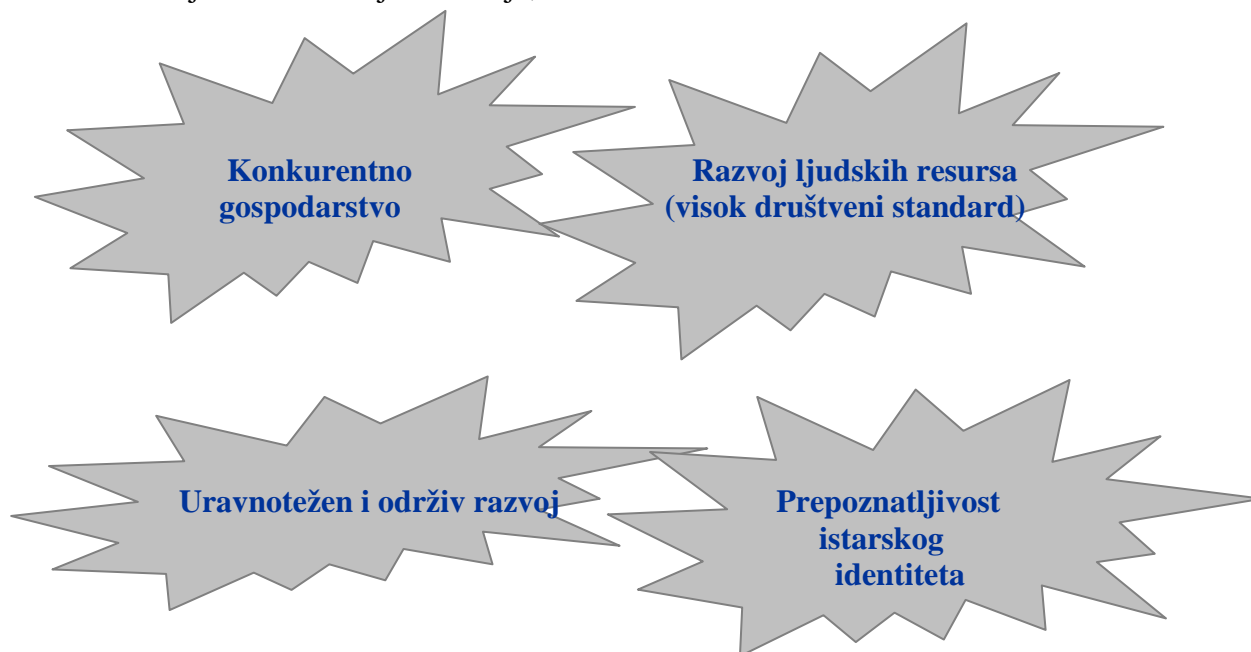 Konkurentno
gospodarstvo
Razvoj ljudskih resursa
(visok društveni standard)
Uravnotežen i održiv razvoj
Prepoznatljivost
istarskog
identiteta